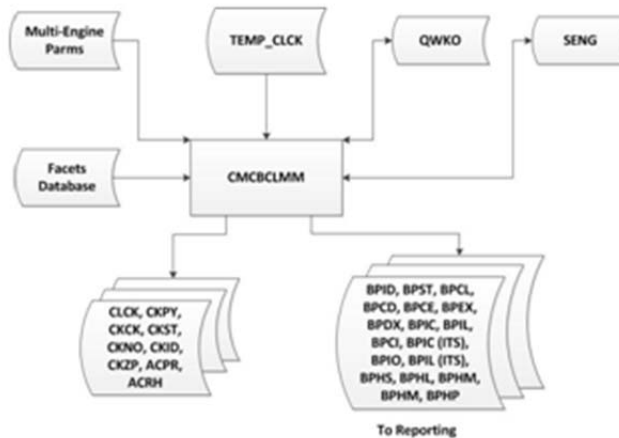 Multi-Engine
Parms
TEMP_CLCK
QWKO
SENG
Facets
Database
CMCBCLMM
CLCK, CKPY,
CKCK, CKST,
CKNO, CKID,
CKZP, ACPR,
ACRH
BPID, BPST, BPCL,
BPCD, BPCE, BPEX,
BPDX, BPIC, BPIL,
BPCI, BPIC (ITS),
BPIO, BPIL (ITS),
BPHS, BPHL, BPHM,
BPHM, BPHP
To Reporting